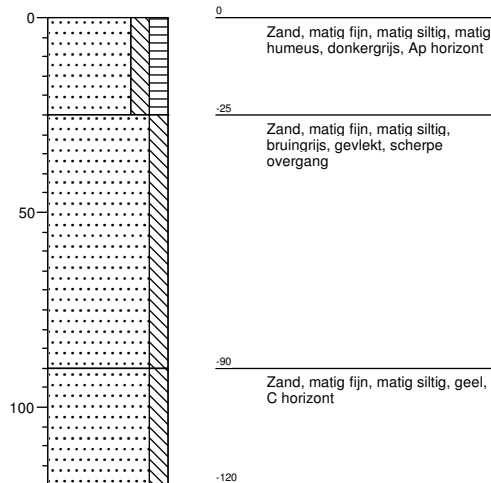 0
0
Zand, matig fijn, matig siltig, matig
humeus, donkergrijs, Ap horizont
-25
Zand, matig fijn, matig siltig,
bruingrijs, gevlekt, scherpe
overgang
50
-90
Zand, matig fijn, matig siltig, geel,
C horizont
100
-120